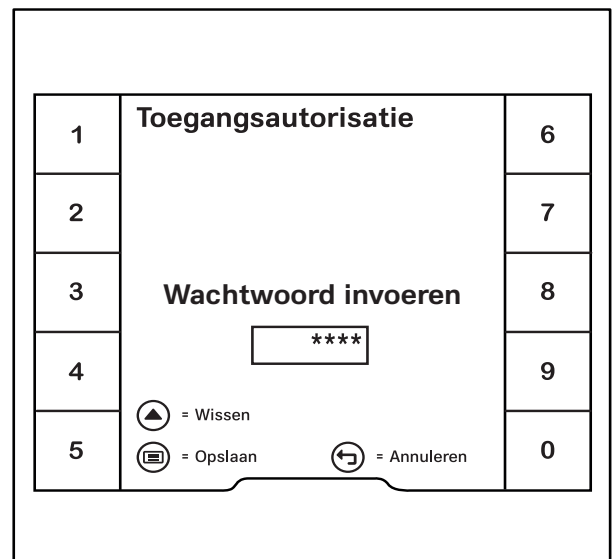 Toegangsautorisatie
1
6
2
7
3
Wachtwoord invoeren
8
****
4
9
= Wissen
5
= Opslaan
= Annuleren
0